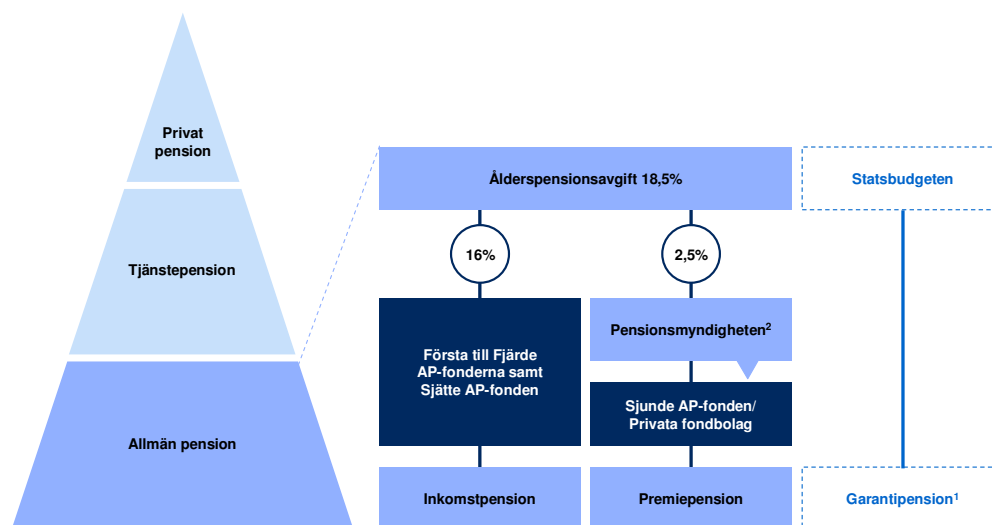 Privat
pension
Tjänstepension
Allmän pension
Ålderspensionsavgift 18,5%
Statsbudgeten
16%
2,5%
Första till Fjärde
AP-fonderna samt
Sjätte AP-fonden
Pensionsmyndigheten²
Sjunde AP-fonden/
Privata fondbolag
Inkomstpension
Premiepension
Garantipension¹